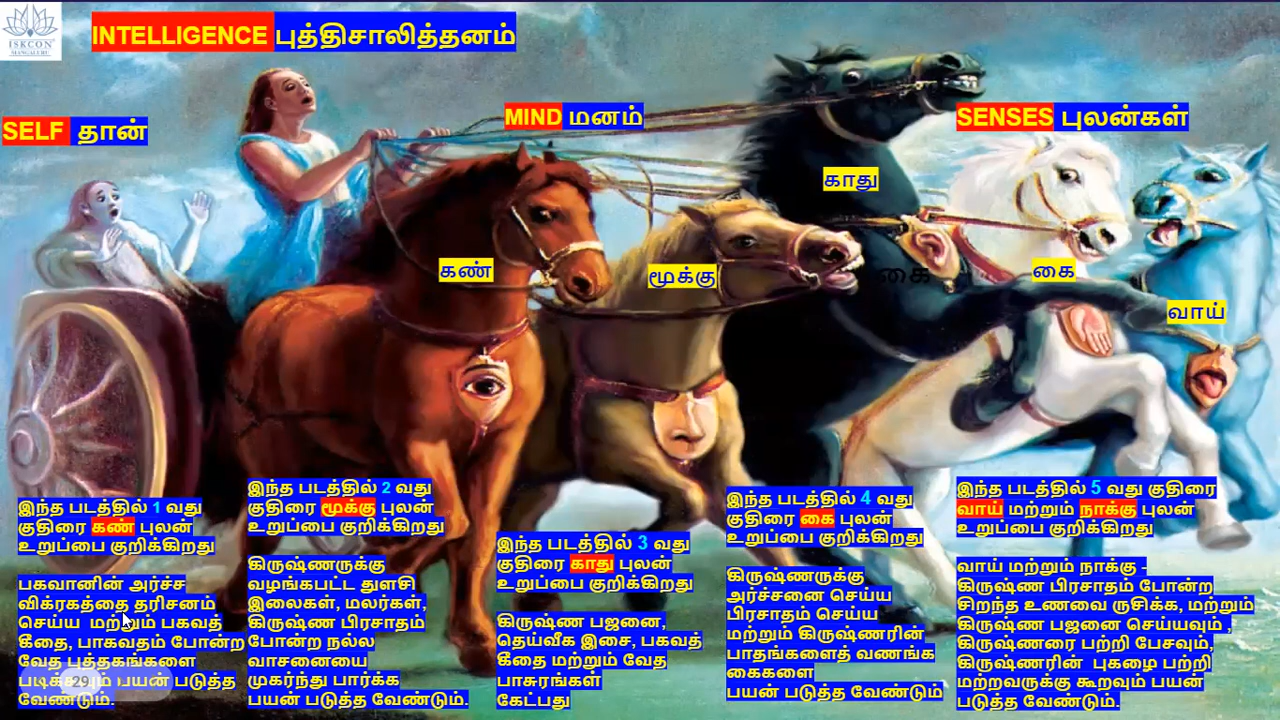 ISKCON
MANGALURU
INTELLIGENCE புத்திசாலித்தனம்
SELF தான்
MIND மனம்
SENSES புலன்கள்
காது
கண்
மூக்கு
கை
கை
வாய்
இந்த படத்தில் 1 வது
குதிரை கண் புலன்
உறுப்பை குறிக்கிறது
பகவானின் அர்ச்ச
விக்ரகத்தை தரிசனம்
செய்ய மற்றும் பகவத்
கீதை, பாகவதம் போன்ற
வேத புத்தகங்களை
படிக்கவும் பயன் படுத்த
வேண்டும்.
29
இந்த படத்தில் 2 வது
குதிரை மூக்கு புலன்
உறுப்பை குறிக்கிறது
கிருஷ்ணருக்கு
வழங்கபட்ட துளசி
இலைகள், மலர்கள்,
கிருஷ்ண பிரசாதம்
போன்ற நல்ல
வாசனையை
முகர்ந்து பார்க்க
பயன் படுத்த வேண்டும்.
இந்த படத்தில் 3 வது
குதிரை காது புலன்
உறுப்பை குறிக்கிறது
கிருஷ்ண பஜனை,
தெய்வீக இசை, பகவத்
கீதை மற்றும் வேத
பாசுரங்கள்
கேட்பது
இந்த படத்தில் 4 வது
குதிரை கை புலன்
உறுப்பை குறிக்கிறது
கிருஷ்ணருக்கு
அர்ச்சனை செய்ய
பிரசாதம் செய்ய
மற்றும் கிருஷ்ணரின்
பாதங்களைத் வணங்க
கைகளை
பயன் படுத்த வேண்டும்
இந்த படத்தில் 5 வது குதிரை
வாய் மற்றும் நாக்கு புலன்
உறுப்பை குறிக்கிறது
வாய் மற்றும் நாக்கு -
கிருஷ்ண பிரசாதம் போன்ற
சிறந்த உணவை ருசிக்க, மற்றும்
கிருஷ்ண பஜனை செய்யவும் ,
கிருஷ்ணரை பற்றி பேசவும்,
கிருஷ்ணரின் புகழை பற்றி
மற்றவருக்கு கூறவும் பயன்
படுத்த வேண்டும்.